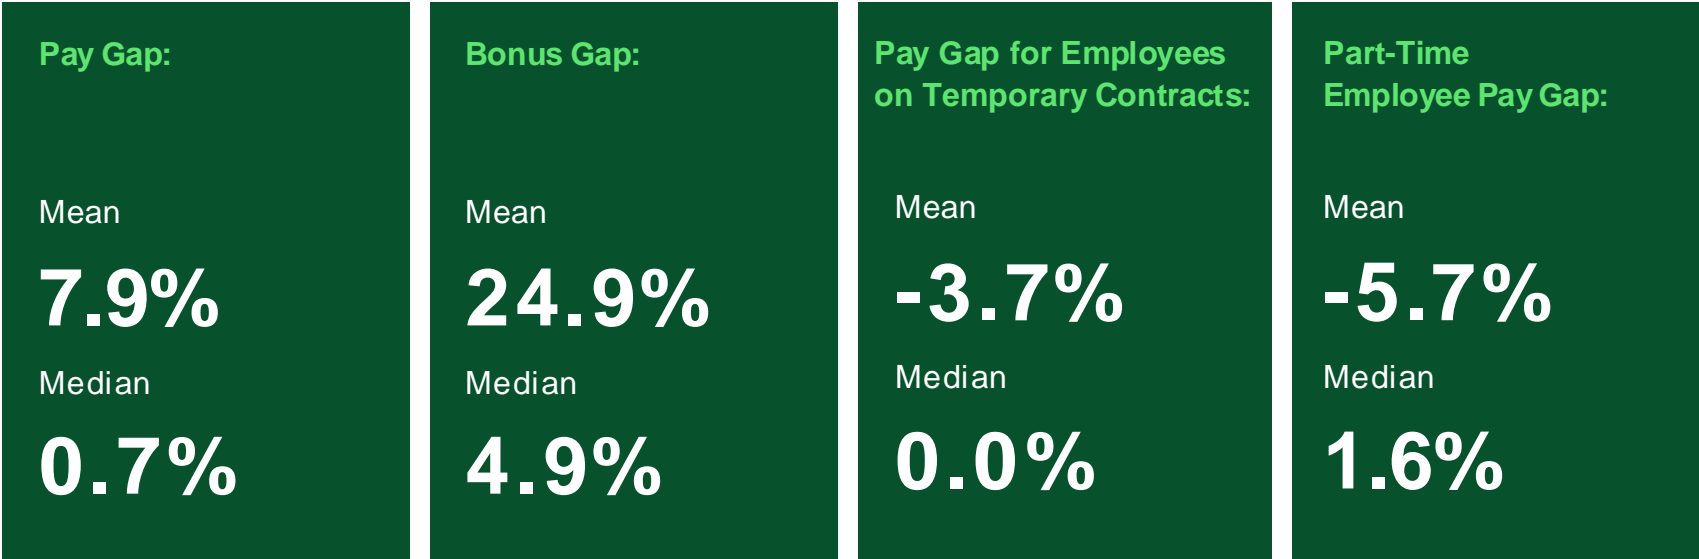 Pay Gap:
Mean
7.9%
Median
0.7%
Bonus Gap:
Mean
24.9%
Median
4.9%
Pay Gap for Employees
on Temporary Contracts:
Mean
-3.7%
Median
0.0%
Part-Time
Employee Pay Gap:
Mean
-5.7%
Median
1.6%